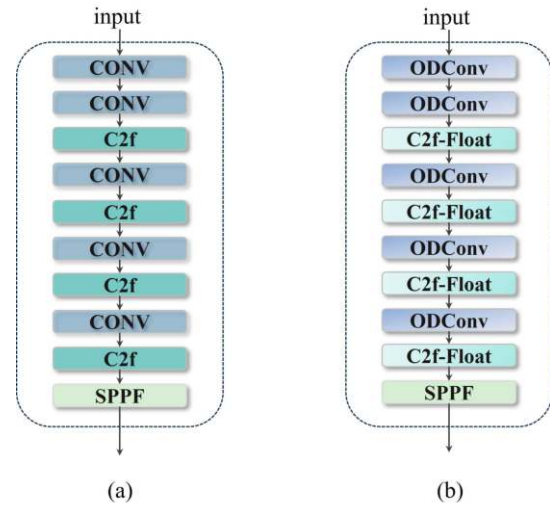 input
CONV
CONV
C2f
CONV
C2f
CONV
C2f
CONV
C2f
SPPF
(a)
input
ODConv
ODConv
C2f-Float
ODConv
C2f-Float
ODConv
C2f-Float
ODConv
C2f-Float
SPPF
(b)